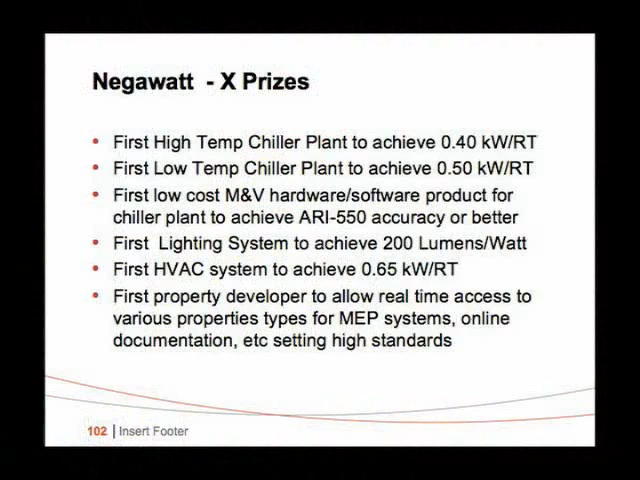 Negawatt - X Prizes
• First High Temp Chiller Plant to achieve 0.40 kW/RT
• First Low Temp Chiller Plant to achieve 0.50 kW/RT
• First low cost M&V hardware/software product for
chiller plant to achieve ARI-550 accuracy or better
• First Lighting System to achieve 200 Lumens/Watt
• First HVAC system to achieve 0.65 kW/RT
• First property developer to allow real time access to
various properties types for MEP systems, online
documentation, etc setting high standards
102 | Insert Footer